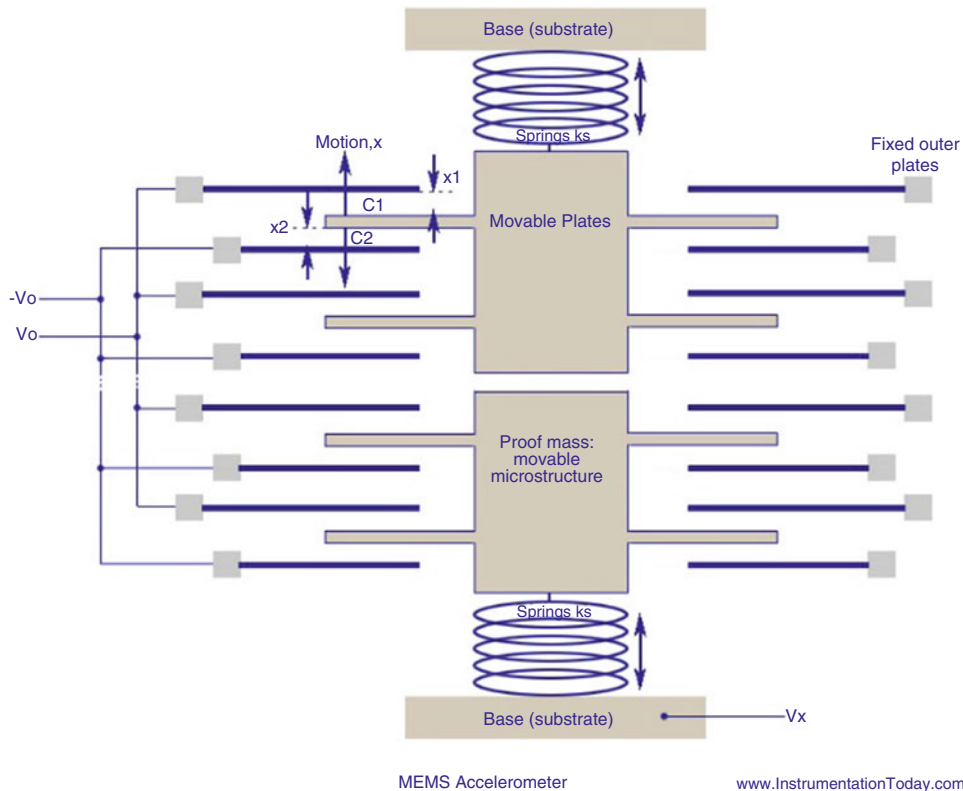 Base (substrate)
Springs ks
Motion,x
Fixed outer
plates
x1
C1
x2
Movable Plates
C2
-Vo
Vo
Proof mass:
movable
microstructure
Springs ks
Base (substrate)
Vx
MEMS Accelerometer
www.InstrumentationToday.com